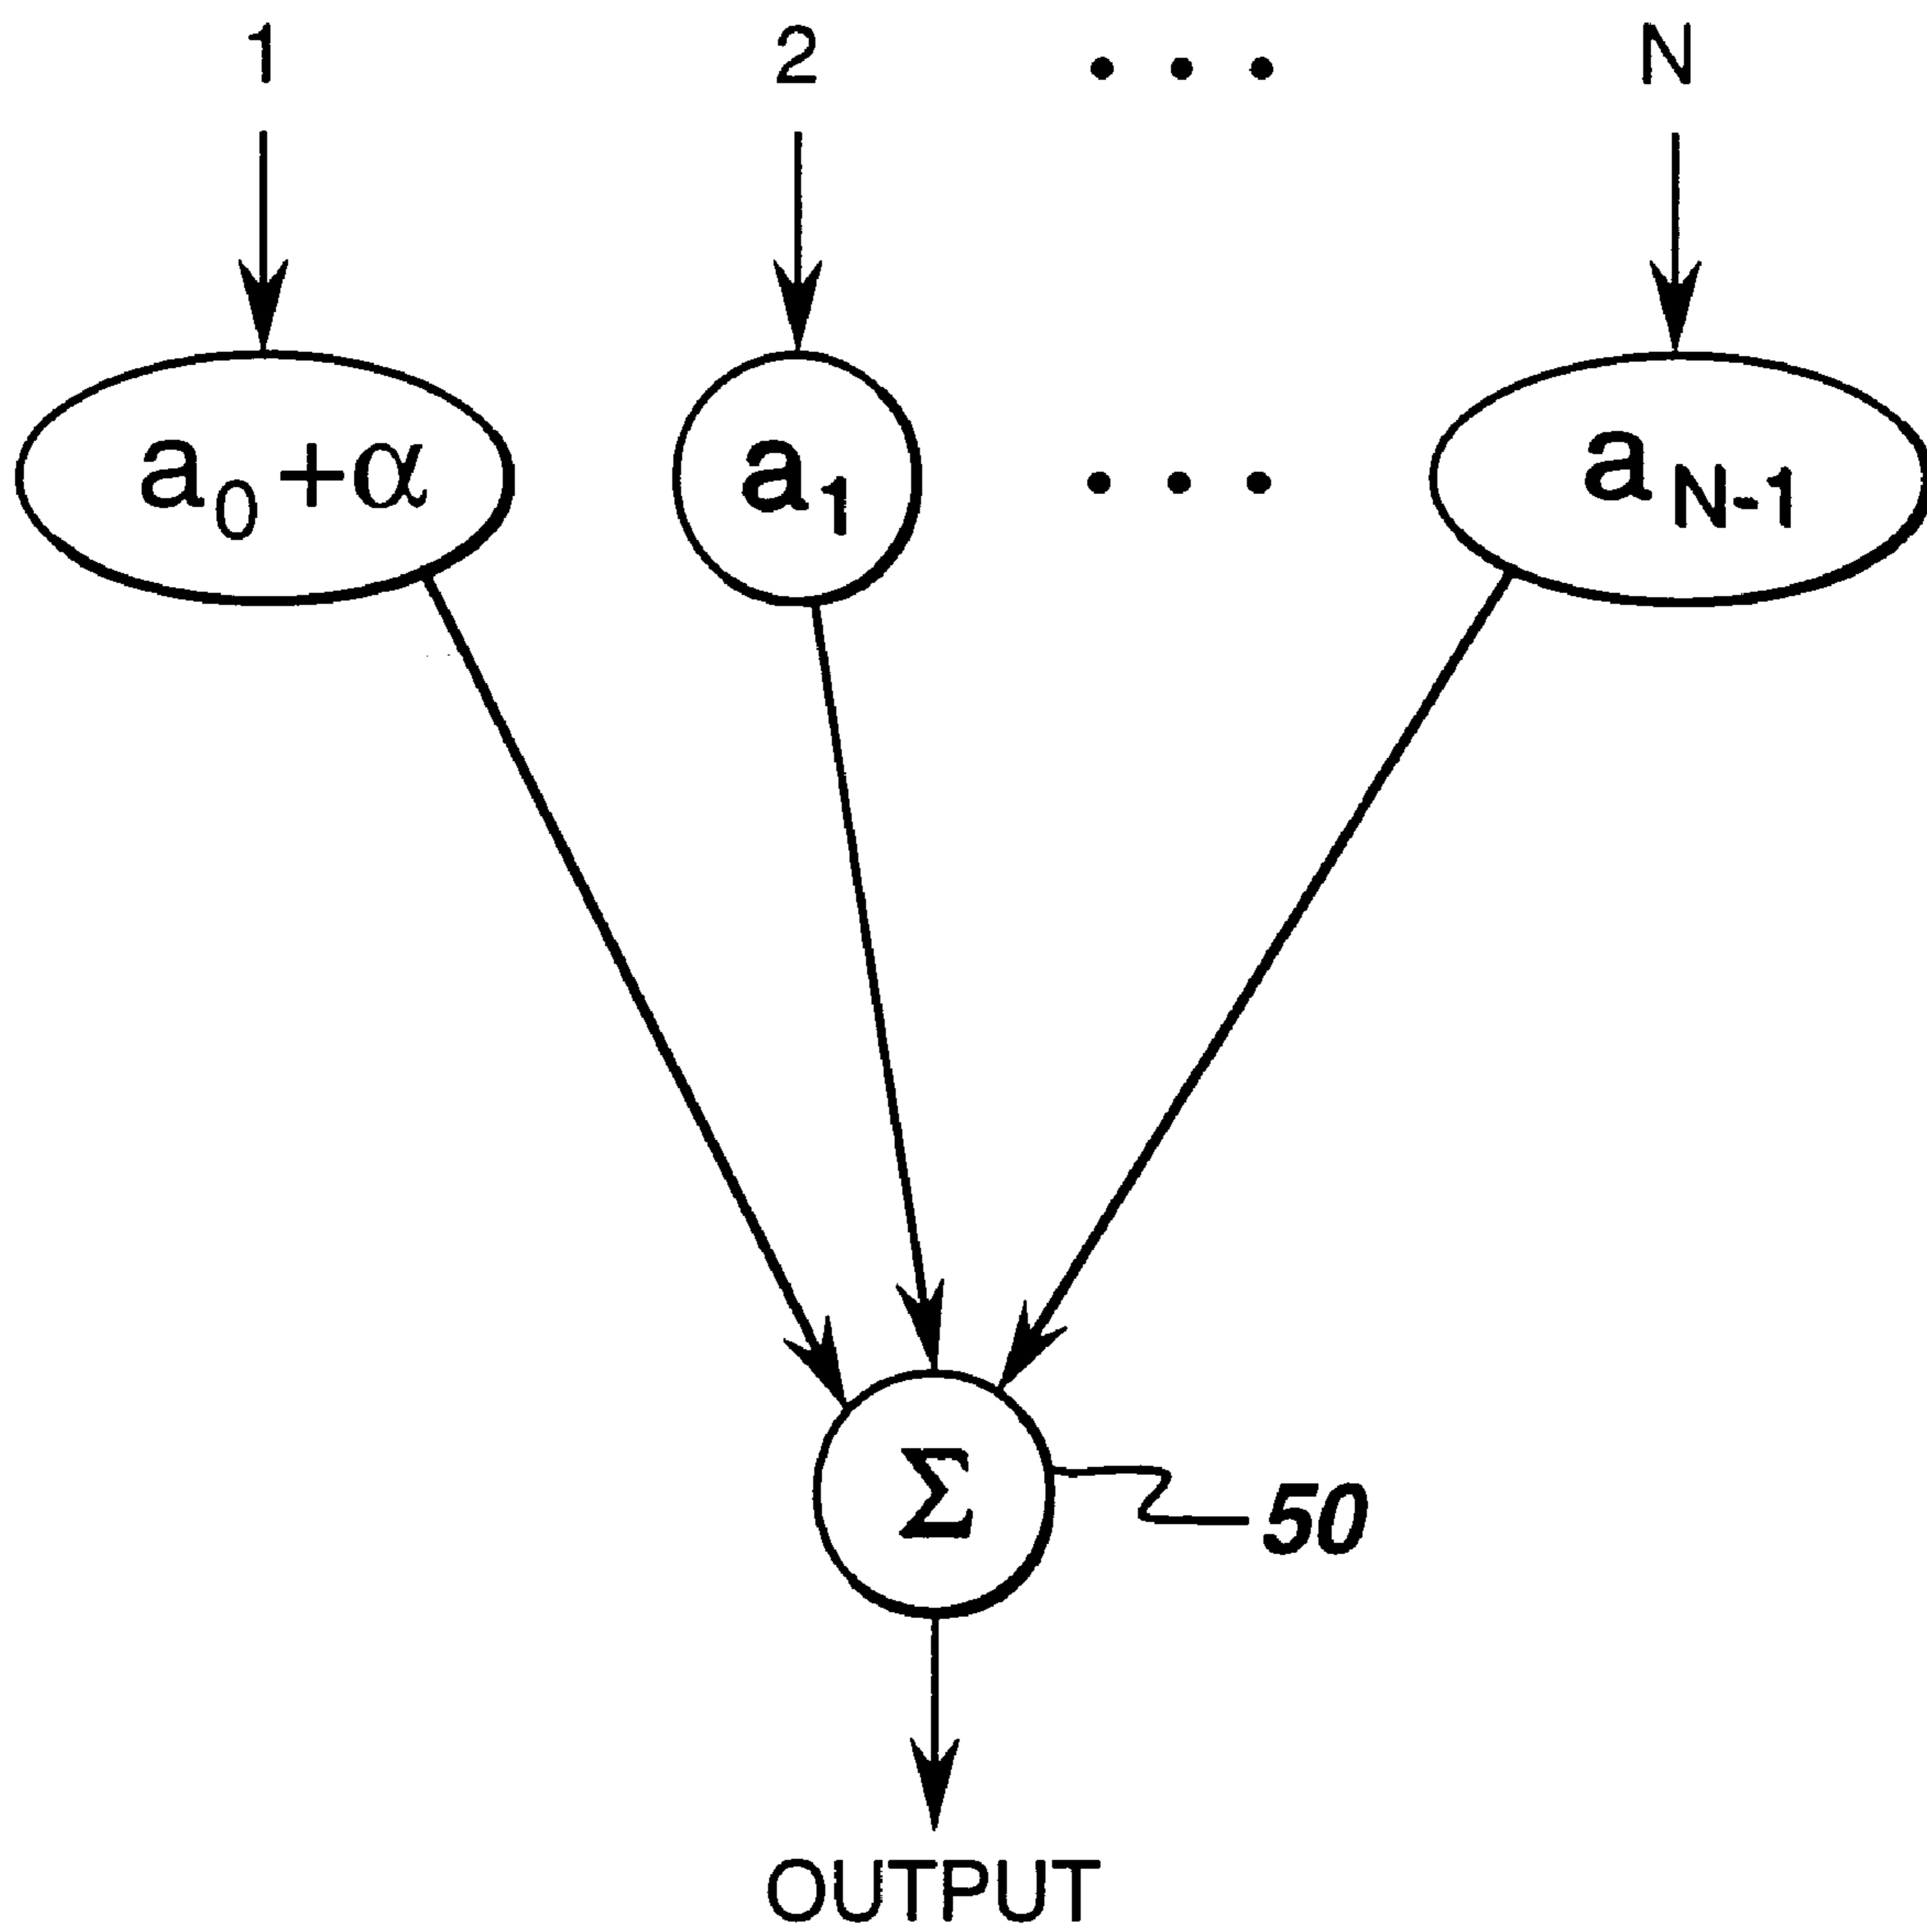 1 2 • • • N
a₀+α a₁ • • • aN-1
Σ
50
OUTPUT